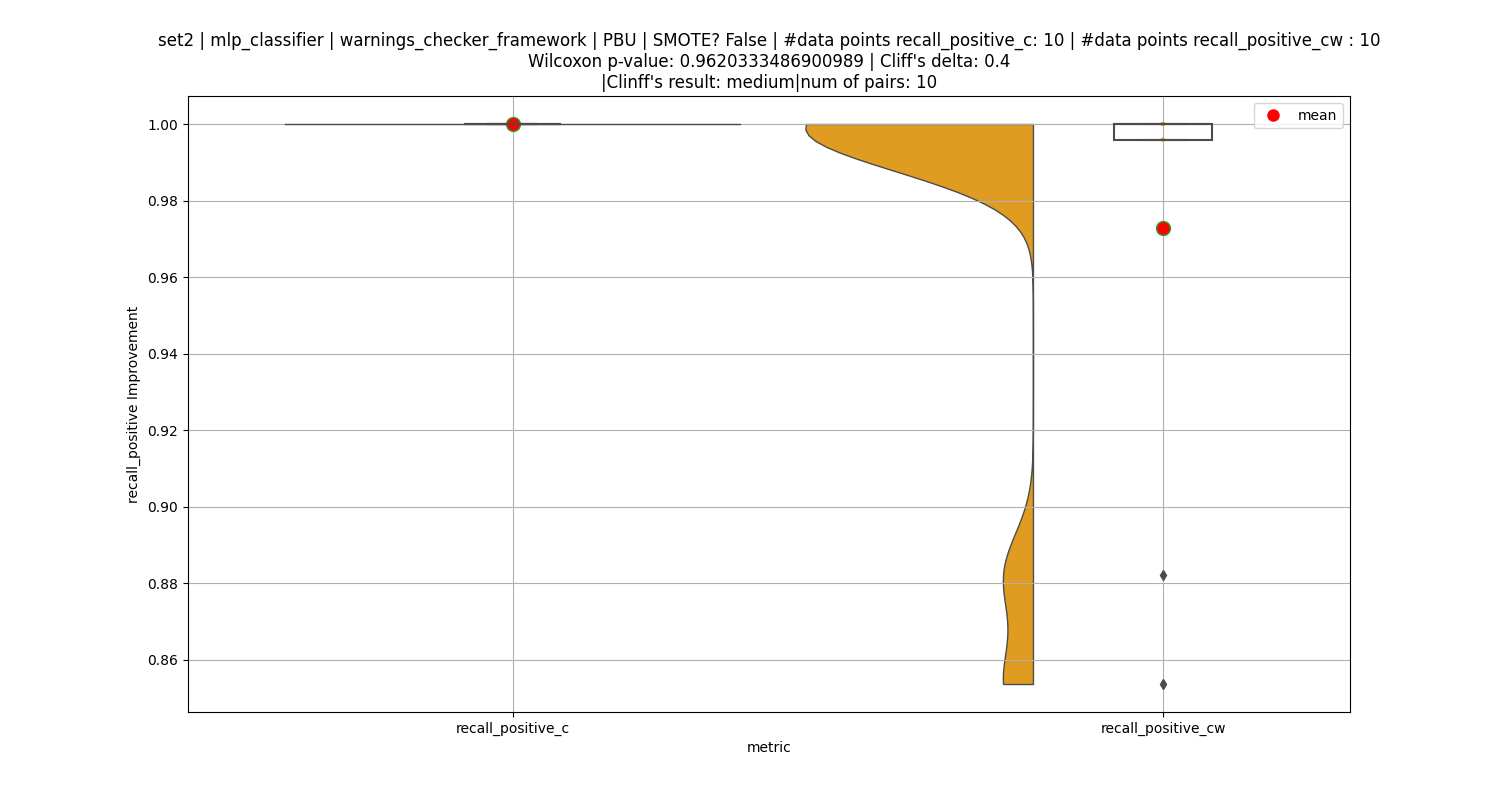 set2 | mlp_classifier | warnings_checker_framework | PBU | SMOTE? False | #data points recall_positive_c: 10 | #data points recall_positive_cw : 10
Wilcoxon p-value: 0.9620333486900989 | Cliff's delta: 0.4
|Clinff's result: medium|num of pairs: 10
mean
1.00
0.98
0.96
0.94
0.92
0.90
0.88
0.86
recall_positive Improvement
recall_positive_c
recall_positive_cw
metric